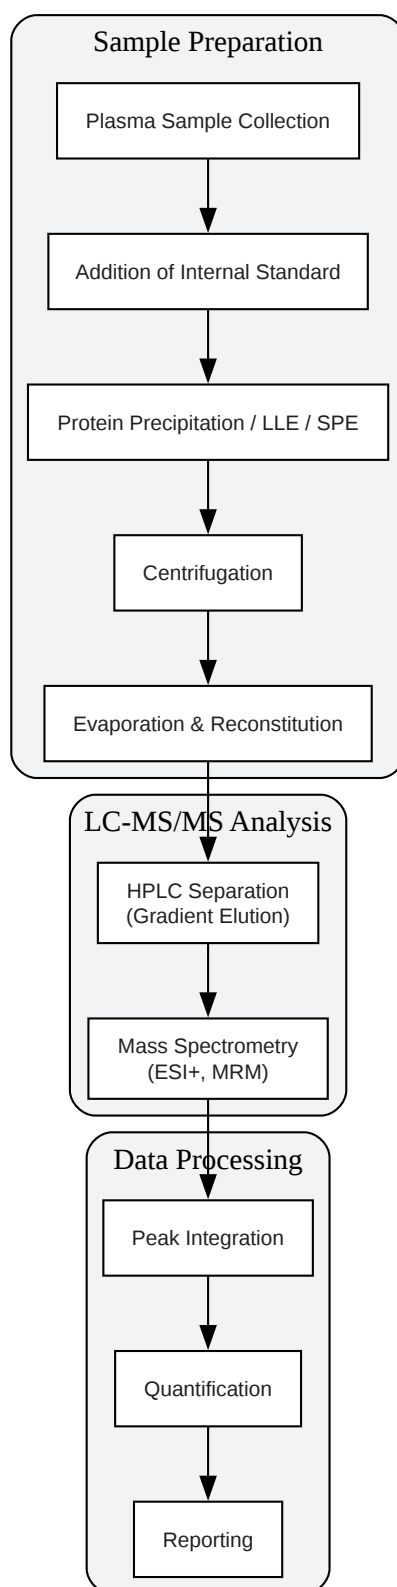 Sample Preparation
Plasma Sample Collection
Addition of Internal Standard
Protein Precipitation / LLE / SPE
Centrifugation
Evaporation & Reconstitution
LC-MS/MS Analysis
HPLC Separation
(Gradient Elution)
Mass Spectrometry
(ESI+, MRM)
Data Processing
Peak Integration
Quantification
Reporting